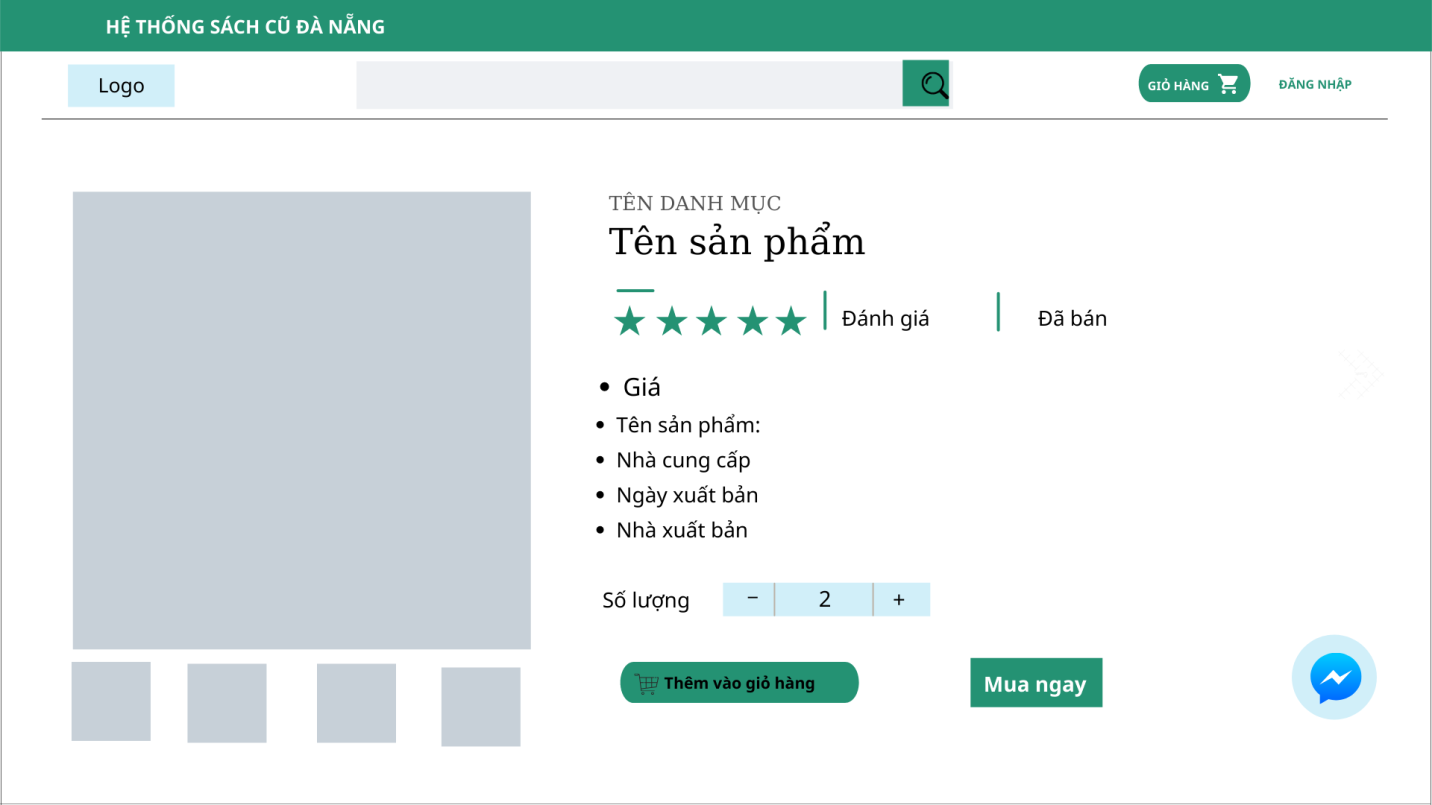 HỆ THỐNG SÁCH CŨ ĐÀ NẴNG
Logo
GIỎ HÀNG
ĐĂNG NHẬP
TÊN DANH MỤC
Tên sản phẩm
Đánh giá
Đã bán
• Giá
• Tên sản phẩm:
• Nhà cung cấp
• Ngày xuất bản
• Nhà xuất bản
Số lượng − 2 +
Thêm vào giỏ hàng
Mua ngay